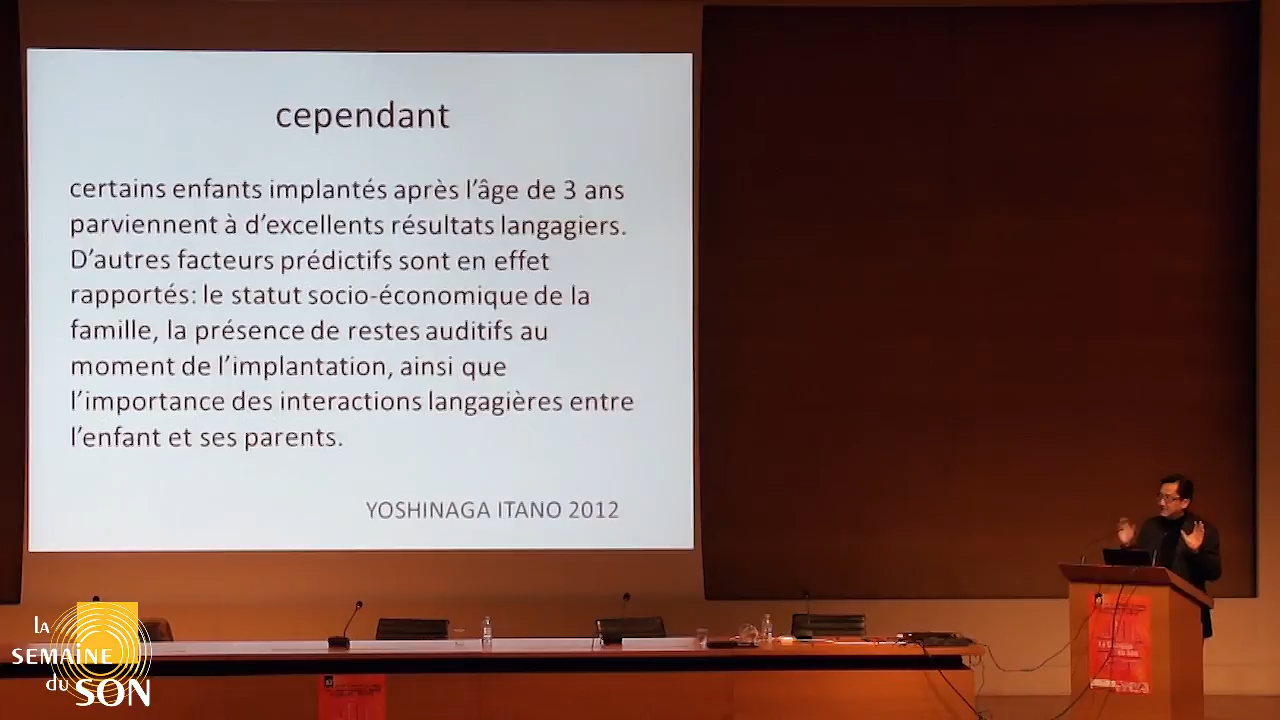 cependant
certains enfants implantés après l’âge de 3 ans
parviennent à d’excellents résultats langagiers.
D’autres facteurs prédictifs sont en effet
rapportés: le statut socio-économique de la
famille, la présence de restes auditifs au
moment de l’implantation, ainsi que
l’importance des interactions langagières entre
l’enfant et ses parents.
YOSHINAGA ITANO 2012
LA
SEMAINE
du SON